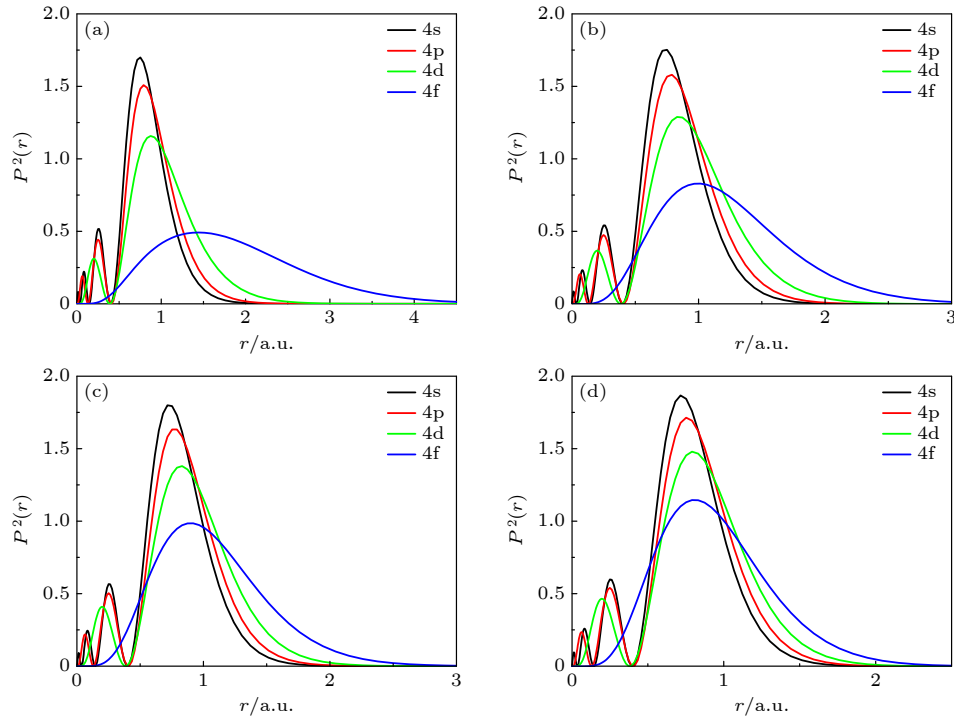 (a)
4s
4p
4d
4f
P²(r)
2.0
1.5
1.0
0.5
0
0 1 2 3 4
r/a.u.
(b)
4s
4p
4d
4f
P²(r)
2.0
1.5
1.0
0.5
0
0 1 2 3
r/a.u.
(c)
4s
4p
4d
4f
P²(r)
2.0
1.5
1.0
0.5
0
0 1 2 3
r/a.u.
(d)
4s
4p
4d
4f
P²(r)
2.0
1.5
1.0
0.5
0
0 1 2
r/a.u.